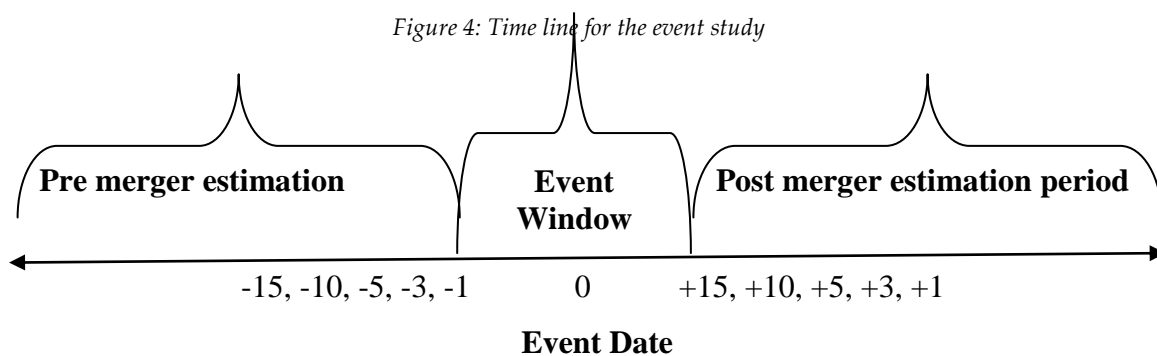 Figure 4: Time line for the event study
Pre merger estimation
Event
Window
Post merger estimation period
-15, -10, -5, -3, -1
0
+15, +10, +5, +3, +1
Event Date